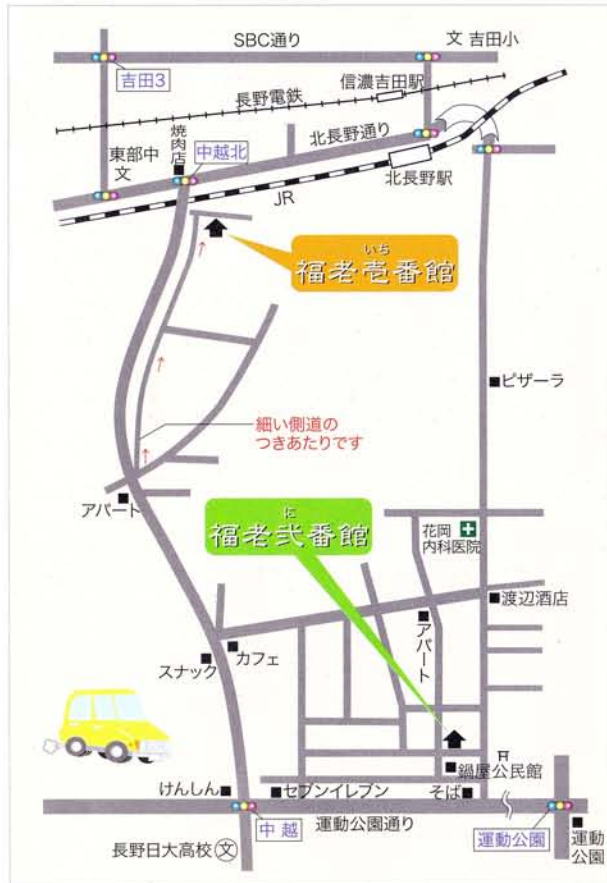 SBC通り
文 吉田小
吉田3
信濃吉田駅
長野電鉄
焼肉店
中越北
北長野通り
東部中
文
北長野駅
JR
いち
福老壱番館
ピザーラ
細い側道の
つきあたりです
アパート
に
福老弐番館
花岡
内科医院
渡辺酒店
アパート
カフェ
スナック
鍋屋公民館
けんしん
セブンイレブン
そば
中越
運動公園通り
運動公園
運動
公園
長野日大高校 文